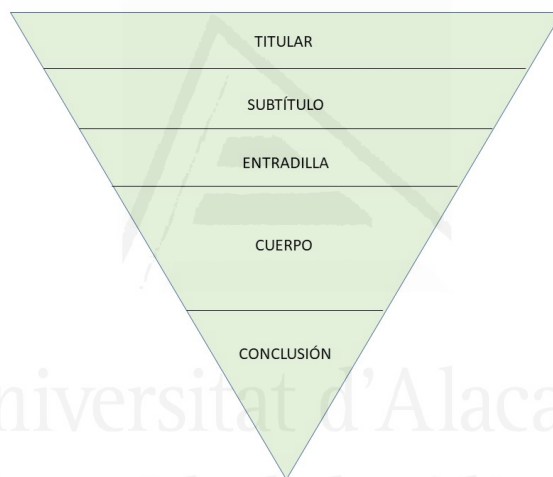 TITULAR
SUBTÍTULO
ENTRADILLA
CUERPO
CONCLUSIÓN
niversitat d'Alaca